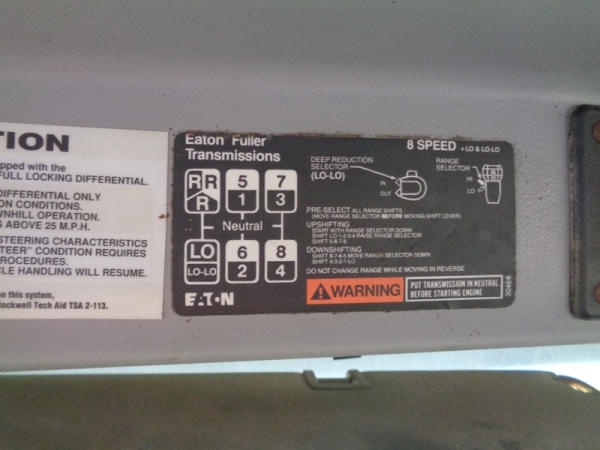 TION
pped with the
FULL LOCKING DIFFERENTIAL.
DIFFERENTIAL ONLY
ON CONDITIONS.
WNHILL OPERATION.
S ABOVE 25 M.P.H.
STEERING CHARACTERISTICS
TEER" CONDITION REQUIRES
ROCEDURES.
CLE HANDLING WILL RESUME.
on this system,
Rockwell Tech Aid TSA 2-113.
Eaton Fuller
Transmissions
8 SPEED + LO & LO-LO
R R 5 7
R 1 3
Neutral
LO 6 8
LO-LO 2 4
EATON
DEEP REDUCTION
SELECTOR
(LO-LO)
IN
OUT
RANGE
SELECTOR
HI
LO
PRE-SELECT ALL RANGE SHIFTS
(MOVE RANGE SELECTOR BEFORE MOVING SHIFT LEVER)
UPSHIFTING
START WITH RANGE SELECTOR DOWN
SHIFT LO-1-2-3-4 RAISE RANGE SELECTOR
SHIFT 5-6-7-8
DOWNSHIFTING
SHIFT 8-7-6-5 MOVE RANGE SELECTOR DOWN
SHIFT 4-3-2-1-LO
DO NOT CHANGE RANGE WHILE MOVING IN REVERSE
WARNING
PUT TRANSMISSION IN NEUTRAL
BEFORE STARTING ENGINE
20466